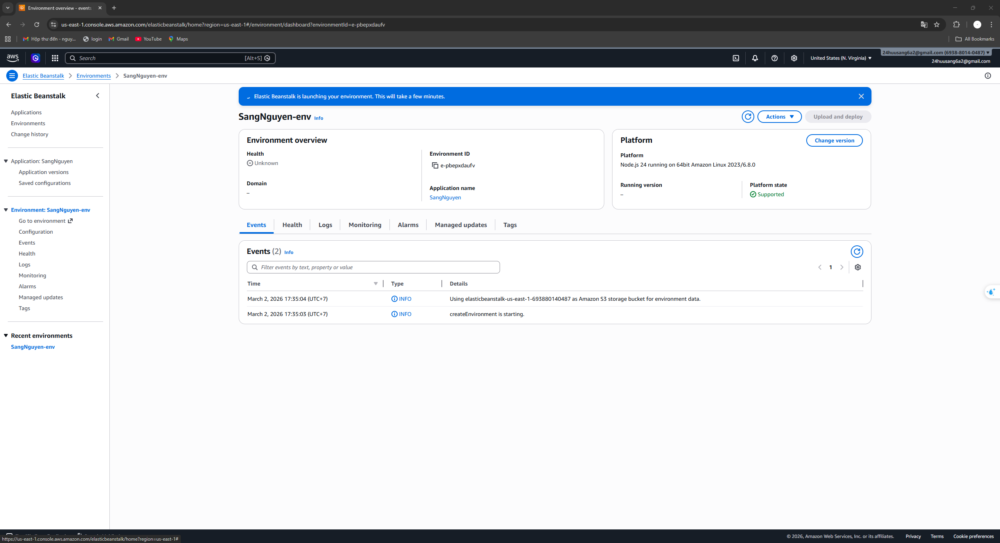 Environment overview - events
us-east-1.console.aws.amazon.com/elasticbeanstalk/home?region=us-east-1#/environment/dashboard?environmentId=e-pbepxdaufv
Hộp thư đến - nguy... login Gmail YouTube Maps All Bookmarks
aws Search [Alt+S] United States (N. Virginia) 24huusang6a2@gmail.com (6938-8014-0487)
24huusang6a2@gmail.com
Elastic Beanstalk Environments SangNguyen-env
Elastic Beanstalk
Applications
Environments
Change history
Application: SangNguyen
Application versions
Saved configurations
Environment: SangNguyen-env
Go to environment
Configuration
Events
Health
Logs
Monitoring
Alarms
Managed updates
Tags
Recent environments
SangNguyen-env
Elastic Beanstalk is launching your environment. This will take a few minutes.
SangNguyen-env Info
Actions Upload and deploy
Environment overview
Health
Unknown
Domain
–
Environment ID
e-pbepxdaufv
Application name
SangNguyen
Platform Change version
Platform
Node.js 24 running on 64bit Amazon Linux 2023/6.8.0
Running version
–
Platform state
Supported
Events Health Logs Monitoring Alarms Managed updates Tags
Events (2) Info
Filter events by text, property or value
1
Time Type Details
March 2, 2026 17:35:04 (UTC+7) INFO Using elasticbeanstalk-us-east-1-693880140487 as Amazon S3 storage bucket for environment data.
March 2, 2026 17:35:03 (UTC+7) INFO createEnvironment is starting.
© 2026, Amazon Web Services, Inc. or its affiliates. Privacy Terms Cookie preferences
https://us-east-1.console.aws.amazon.com/elasticbeanstalk/home?region=us-east-1#